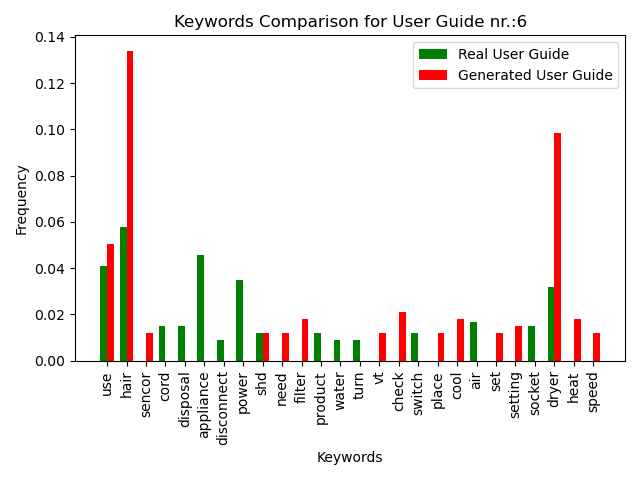 Keywords Comparison for User Guide nr.:6
Real User Guide
Generated User Guide
Frequency
0.14
0.12
0.10
0.08
0.06
0.04
0.02
0.00
use
hair
sencor
cord
disposal
appliance
disconnect
power
shd
need
filter
product
water
turn
vt
check
switch
place
cool
air
set
setting
socket
dryer
heat
speed
Keywords